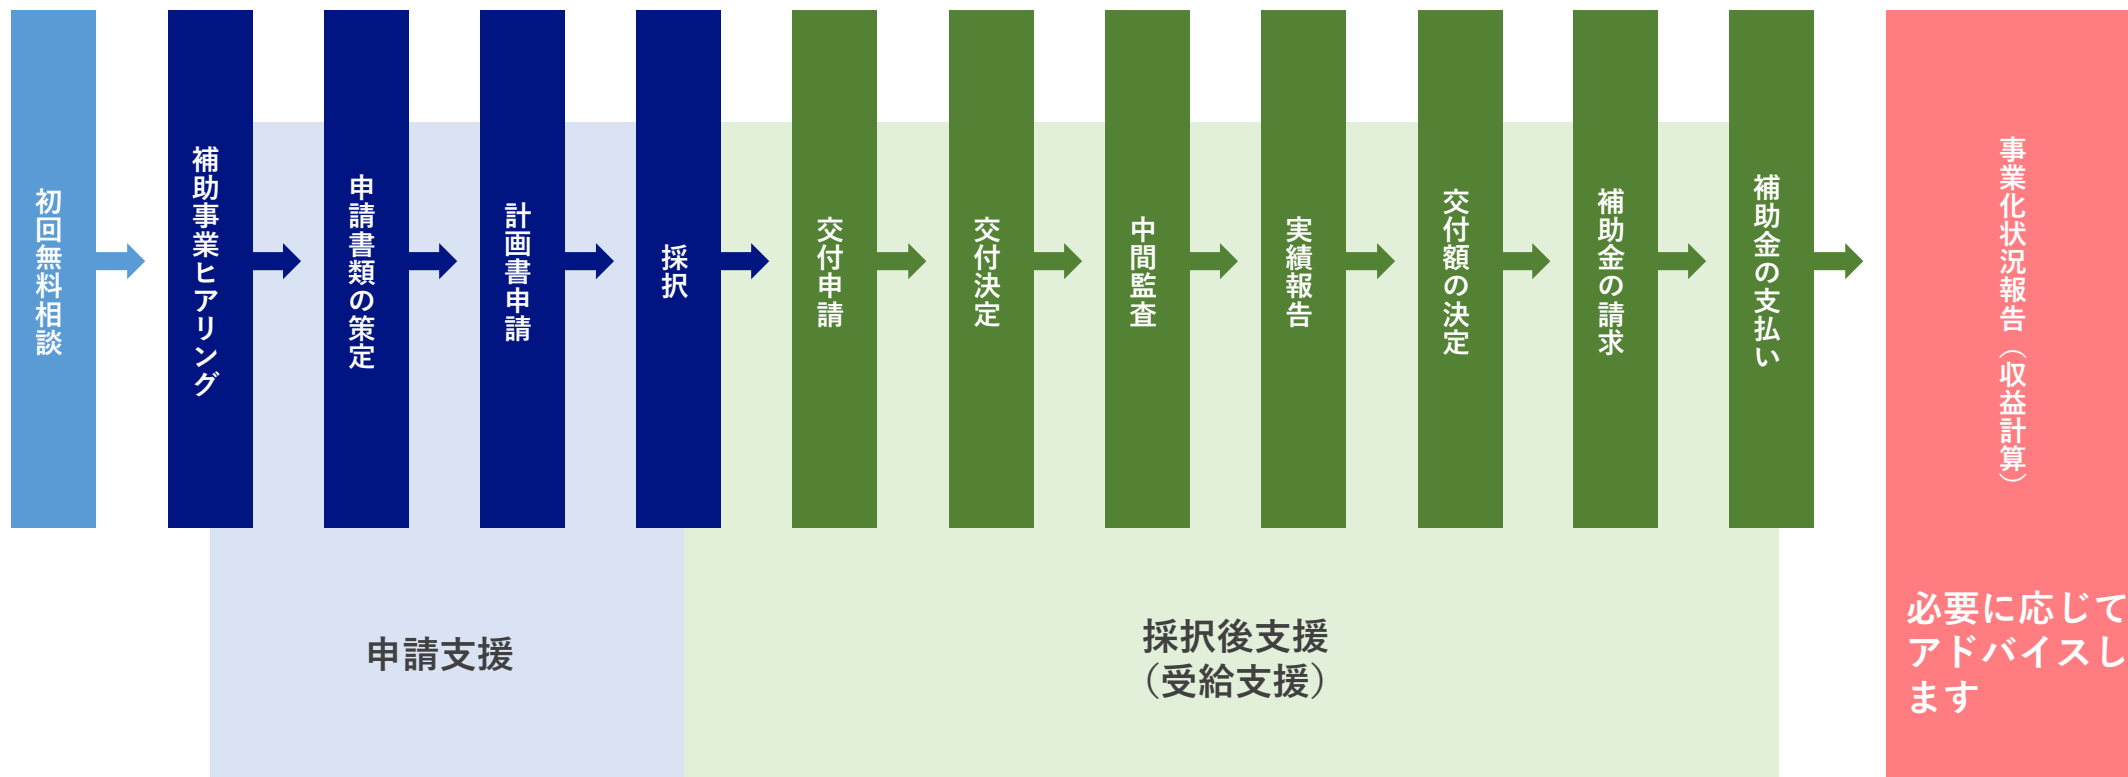 初回無料相談
補助事業ヒアリング
申請書類の策定
計画書申請
採択
交付申請
交付決定
中間監査
実績報告
交付額の決定
補助金の請求
補助金の支払い
事業化状況報告（収益計算）
申請支援
採択後支援
（受給支援）
必要に応じて
アドバイスし
ます